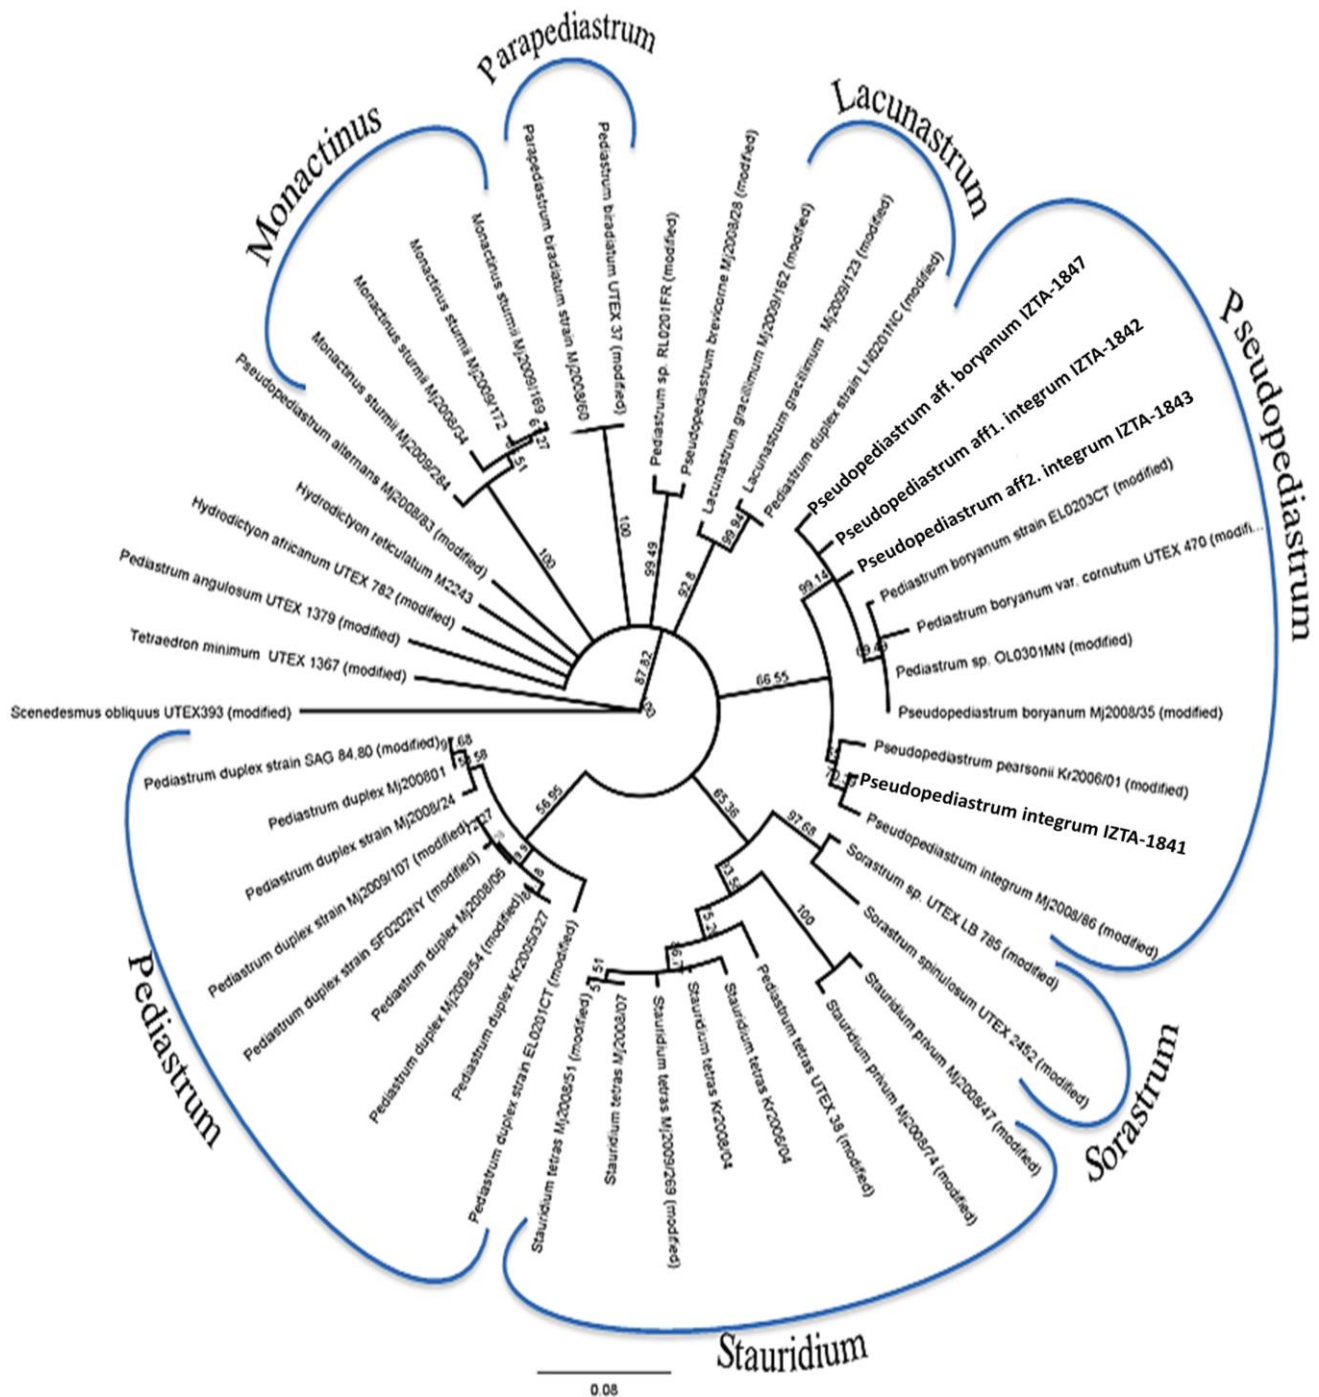 Parapediastrum
Lacunastrum
Monactinus
Pseudopediastrum
Parapediastrum biradiatum strain Mj2008/60
Pediastrum biradiatum UTEX 37 (modified)
Pediastrum sp. RL0201FR (modified)
Pseudopediastrum brevicorne Mj2008/28 (modified)
Lacunastrum gracillimum Mj2009/162 (modified)
Lacunastrum gracillimum Mj2009/123 (modified)
Pediastrum duplex strain LN0201NC (modified)
Pseudopediastrum aff. boryanum IZTA-1847
Pseudopediastrum aff1. integrum IZTA-1842
Pseudopediastrum aff2. integrum IZTA-1843
Pediastrum boryanum strain EL0203CT (modified)
Pediastrum boryanum var. cornutum UTEX 470 (modifi...
Pediastrum sp. OL0301MN (modified)
Pseudopediastrum boryanum Mj2008/35 (modified)
Pseudopediastrum pearsonii Kr2006/01 (modified)
Pseudopediastrum integrum IZTA-1841
Pseudopediastrum integrum Mj2008/86 (modified)
Sorastrum sp. UTEX LB 785 (modified)
Sorastrum spinulosum UTEX 2452 (modified)
Stauridium privum Mj2008/47 (modified)
Stauridium privum Mj2008/74 (modified)
Pediastrum tetras UTEX 38 (modified)
Stauridium tetras Kr2006/04
Stauridium tetras Kr2008/04
Stauridium tetras Mj2009/269 (modified)
Stauridium tetras Mj2008/07
Stauridium tetras Mj2008/51 (modified)
Pediastrum duplex strain EL0201CT (modified)
Pediastrum duplex Kr2005/327
Pediastrum duplex Mj2008/54 (modified)
Pediastrum duplex Mj2008/06
Pediastrum duplex strain SF0202NY (modified)
Pediastrum duplex strain Mj2009/107 (modified)
Pediastrum duplex strain Mj2008/24
Pediastrum duplex Mj200801
Pediastrum duplex strain SAG 84.80 (modified)
Scenedesmus obliquus UTEX393 (modified)
Tetraedron minimum UTEX 1367 (modified)
Pediastrum angulosum UTEX 1379 (modified)
Hydrodictyon africanum UTEX 782 (modified)
Hydrodictyon reticulatum M2243
Pseudopediastrum alternans Mj2008/83 (modified)
Monactinus sturmii Mj2009/264
Monactinus sturmii Mj2008/34
Monactinus sturmii Mj2009/172
Monactinus sturmii Mj2009/169
100
100
99.49
92.8
99.94
99.14
66.55
87.82
65.36
97.68
100
56.95
Pediastrum
Sorastrum
Stauridium
0.08